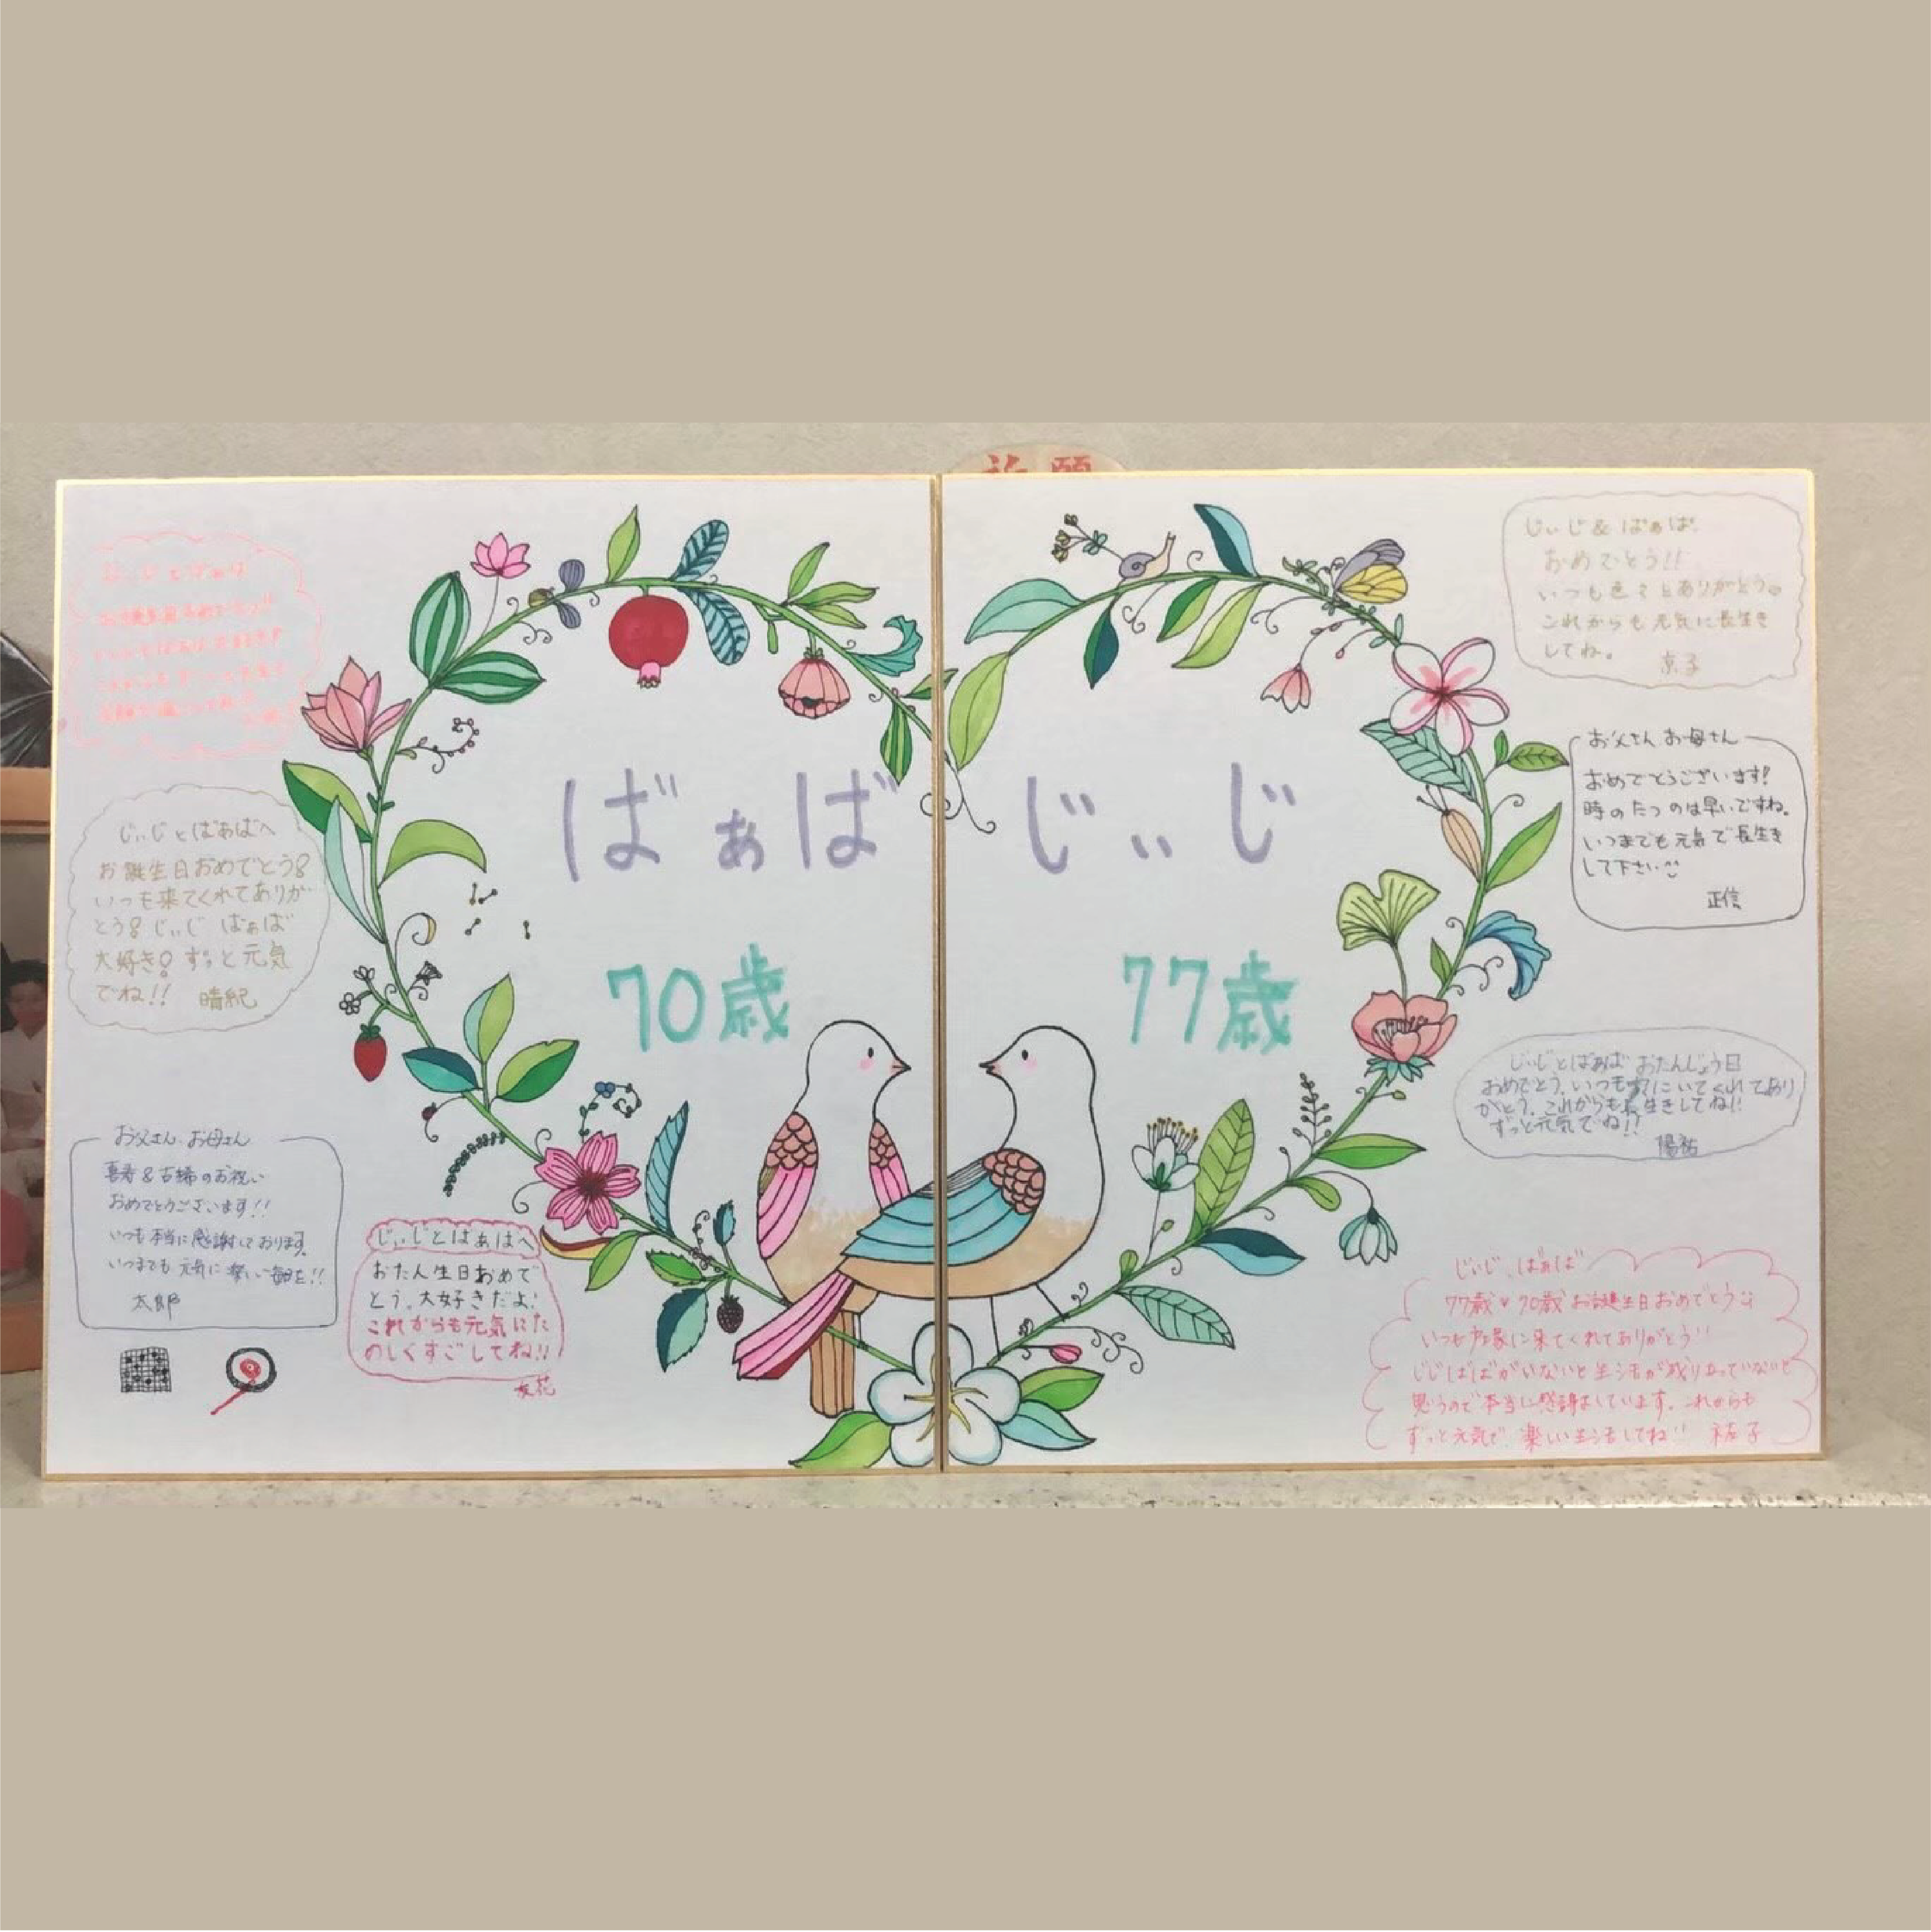 祈願
じぃじとばぁば
じぃじとばぁばへ
お誕生日おめでとう!
いつも来てくれてありが
とう!じぃじ ばぁば
大好き!ずっと元気
でね!! 晴紀
お父さん、お母さん
喜寿&古稀のお祝い
おめでとうございます!!
いつも本当に感謝しております。
いつまでも元気に楽しい毎日を!!
太郎
じぃじとばぁばへ
おたん生日おめで
とう。大好きだよ!
これからも元気にた
のしくすごしてね!!
友花
ばぁば
70歳
じぃじ
77歳
じぃじ&ばぁば
おめでとう!!
いつも色々ありがとう♡
これからも元気に長生き
してね。
京子
お父さん お母さん
おめでとうございます!
時のたつのは早いですね。
いつまでも元気で長生き
して下さい
正信
じぃじとばぁば おたんじょう日
おめでとう。いつも家にいてくれてあり
がとう。これからも長生きしてね!!
ずっと元気でね!!
陽祐
じぃじ、ばぁば
77歳♥70歳 お誕生日おめでとう
いつも家に来てくれてありがとう!!
じじばばがいないと生活が成り立っていないと
思うので本当に感謝しています。これからも
ずっと元気で、楽しい生活してね!!